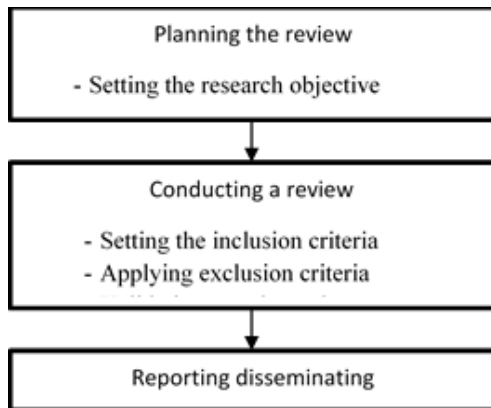 Planning the review
- Setting the research objective
Conducting a review
- Setting the inclusion criteria
- Applying exclusion criteria
Reporting disseminating